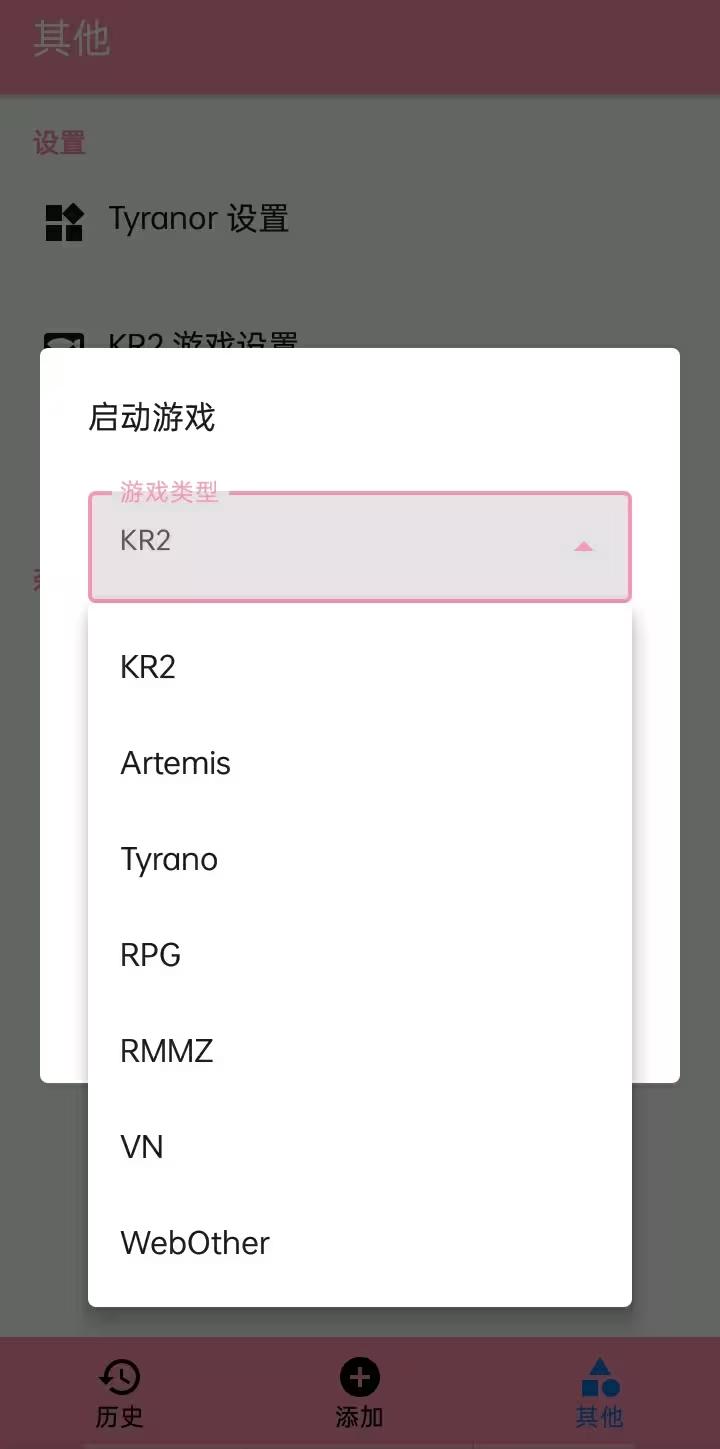 其他
设置
Tyranor 设置
KR2 游戏设置
启动游戏
游戏类型
KR2
KR2
Artemis
Tyrano
RPG
RMMZ
VN
WebOther
历史
添加
其他